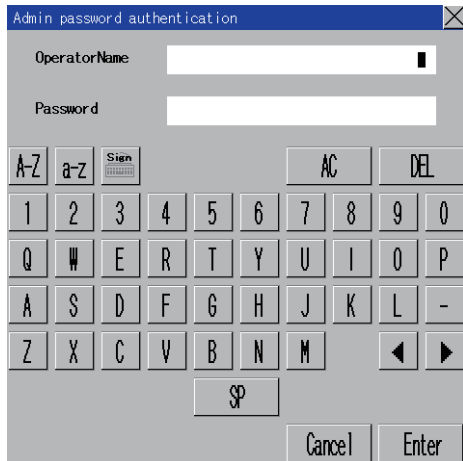 Admin password authentication
OperatorName
Password
A-Z a-z Sign AC DEL
1 2 3 4 5 6 7 8 9 0
Q W E R T Y U I O P
A S D F G H J K L -
Z X C V B N M ◀ ▶
SP
Cancel Enter